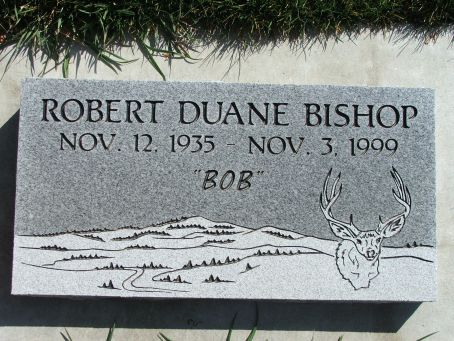 ROBERT DUANE BISHOP
NOV. 12, 1935 - NOV. 3, 1999
"BOB"